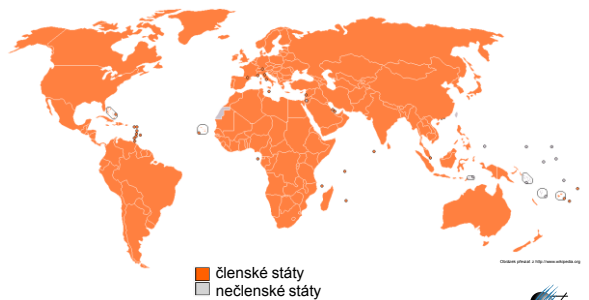 Obrázek převzat z http://www.wikipedia.org
členské státy
nečlenské státy